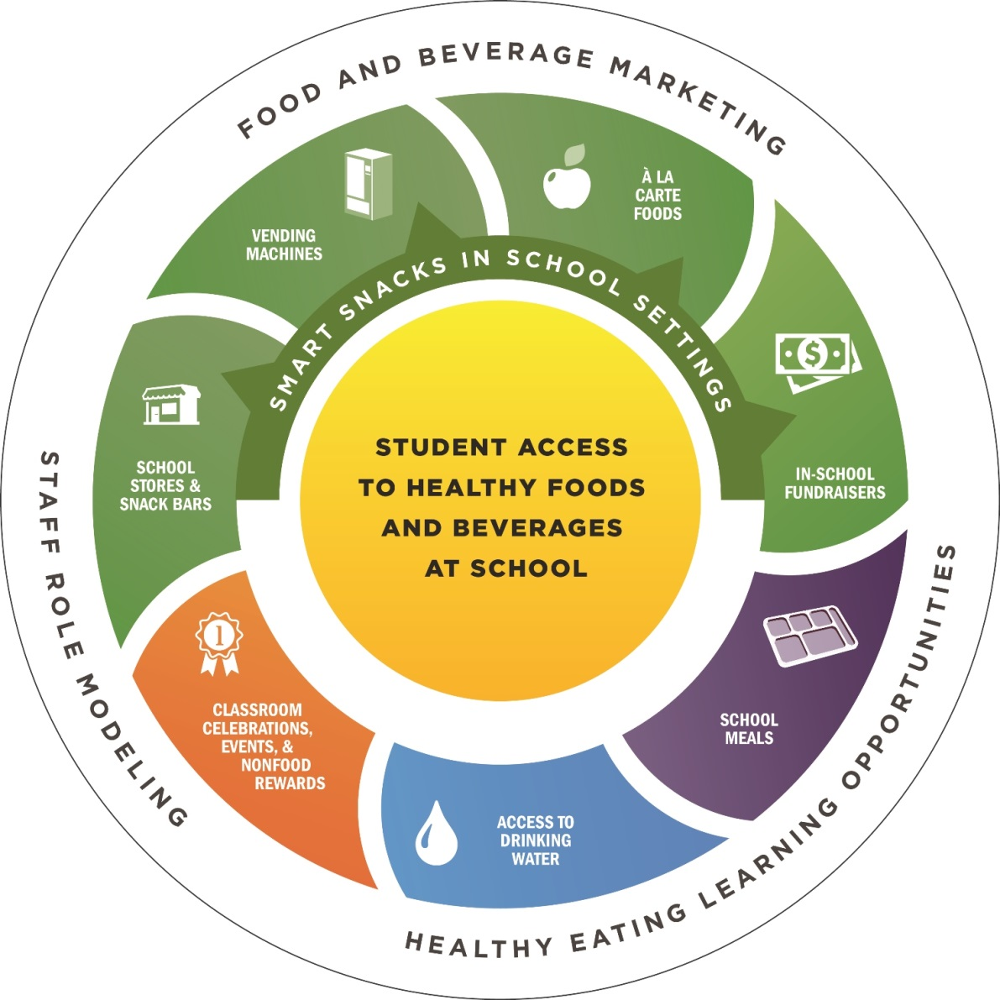 FOOD AND BEVERAGE MARKETING
À LA
CARTE
FOODS
VENDING
MACHINES
SMART SNACKS IN SCHOOL SETTINGS
$
IN-SCHOOL
FUNDRAISERS
SCHOOL
STORES &
SNACK BARS
STUDENT ACCESS
TO HEALTHY FOODS
AND BEVERAGES
AT SCHOOL
STAFF ROLE MODELING
1
CLASSROOM
CELEBRATIONS,
EVENTS, &
NONFOOD
REWARDS
SCHOOL
MEALS
ACCESS TO
DRINKING
WATER
HEALTHY EATING LEARNING OPPORTUNITIES